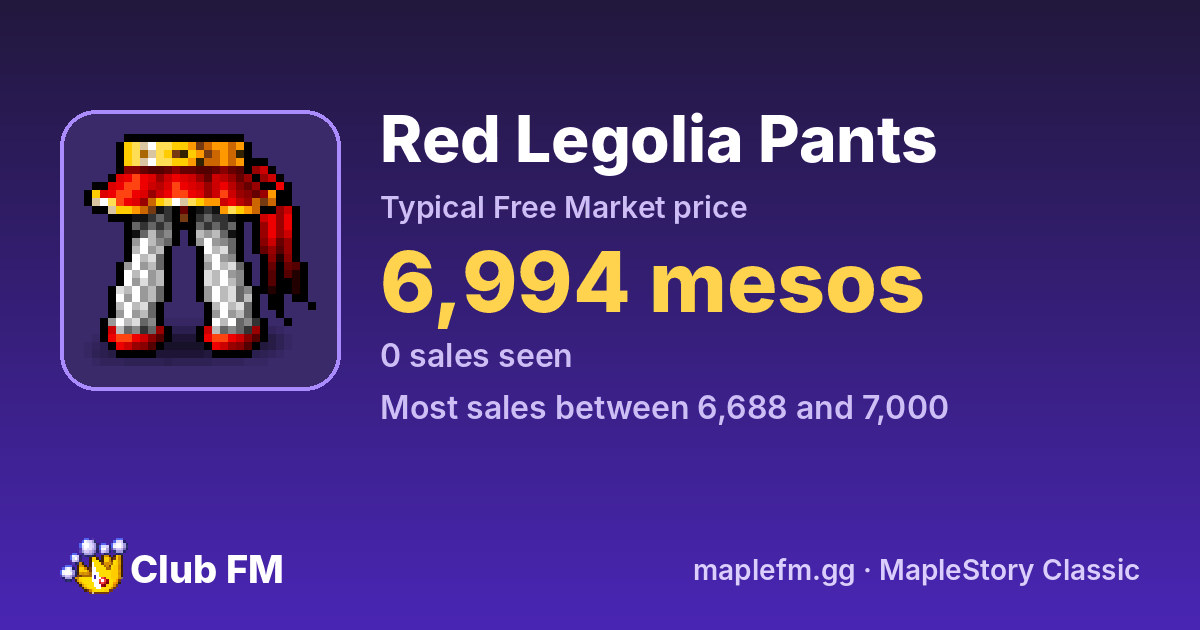 Red Legolia Pants
Typical Free Market price
6,994 mesos
0 sales seen
Most sales between 6,688 and 7,000
Club FM
maplefm.gg · MapleStory Classic